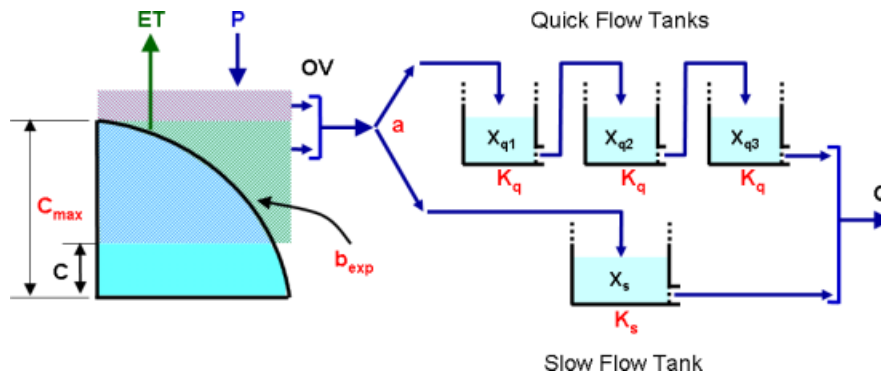 ET
P
Quick Flow Tanks
OV
a
Xq1
Xq2
Xq3
Kq
Kq
Kq
Cmax
C
bexp
Xs
Ks
Slow Flow Tank